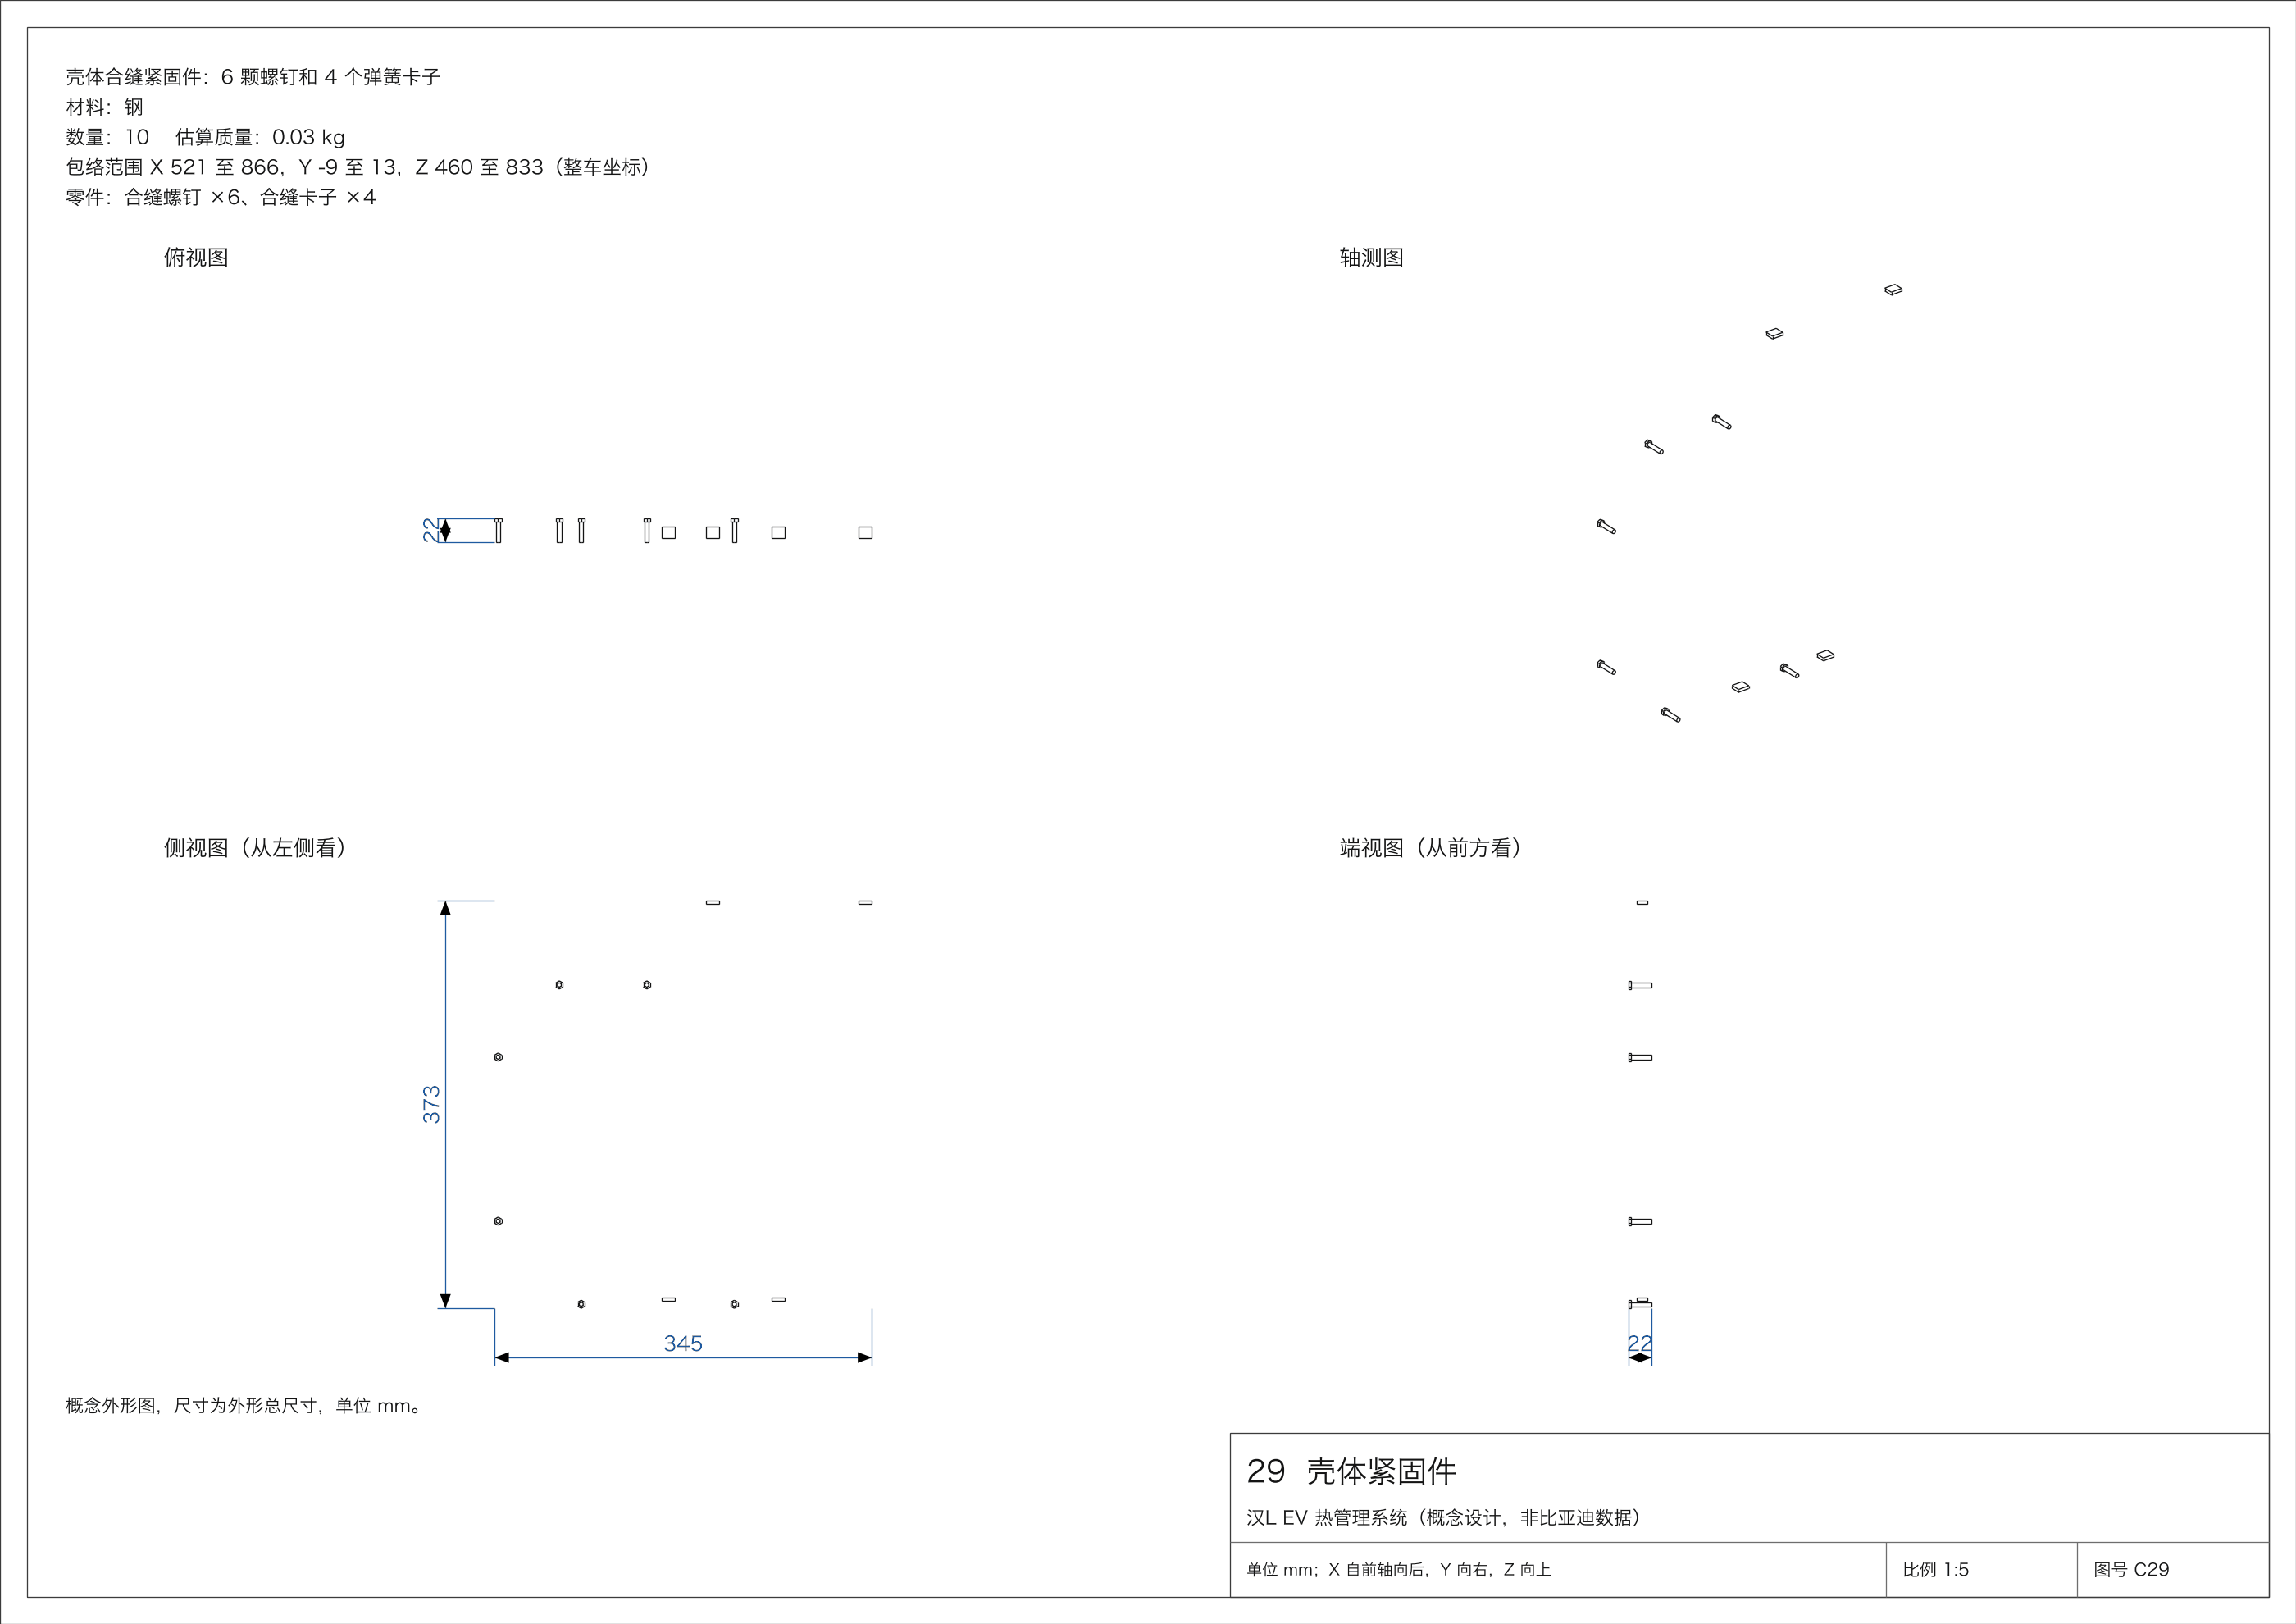 壳体合缝紧固件：6 颗螺钉和 4 个弹簧卡子
材料：钢
数量：10 估算质量：0.03 kg
包络范围 X 521 至 866，Y -9 至 13，Z 460 至 833（整车坐标）
零件：合缝螺钉 ×6、合缝卡子 ×4
俯视图
轴测图
22
侧视图（从左侧看）
端视图（从前方看）
373
345
22
概念外形图，尺寸为外形总尺寸，单位 mm。
29 壳体紧固件
汉L EV 热管理系统（概念设计，非比亚迪数据）
单位 mm；X 自前轴向后，Y 向右，Z 向上
比例 1:5
图号 C29